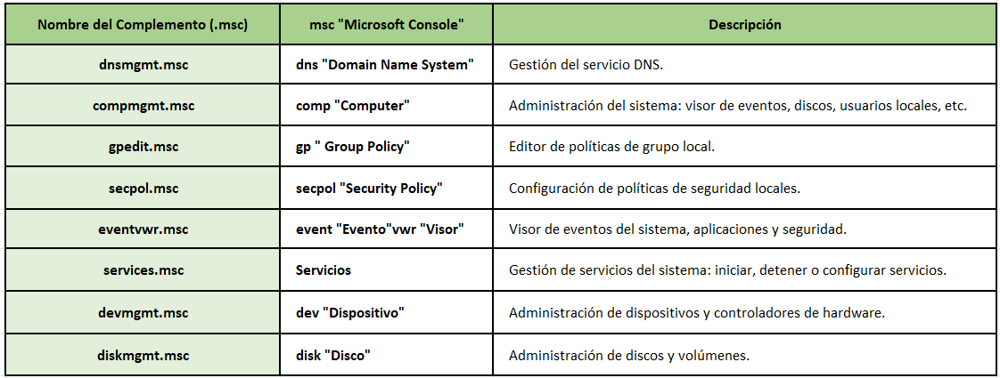 Nombre del Complemento (.msc) msc "Microsoft Console" Descripción
dnsmgmt.msc dns "Domain Name System" Gestión del servicio DNS.
compmgmt.msc comp "Computer" Administración del sistema: visor de eventos, discos, usuarios locales, etc.
gpedit.msc gp " Group Policy" Editor de políticas de grupo local.
secpol.msc secpol "Security Policy" Configuración de políticas de seguridad locales.
eventvwr.msc event "Evento"vwr "Visor" Visor de eventos del sistema, aplicaciones y seguridad.
services.msc Servicios Gestión de servicios del sistema: iniciar, detener o configurar servicios.
devmgmt.msc dev "Dispositivo" Administración de dispositivos y controladores de hardware.
diskmgmt.msc disk "Disco" Administración de discos y volúmenes.